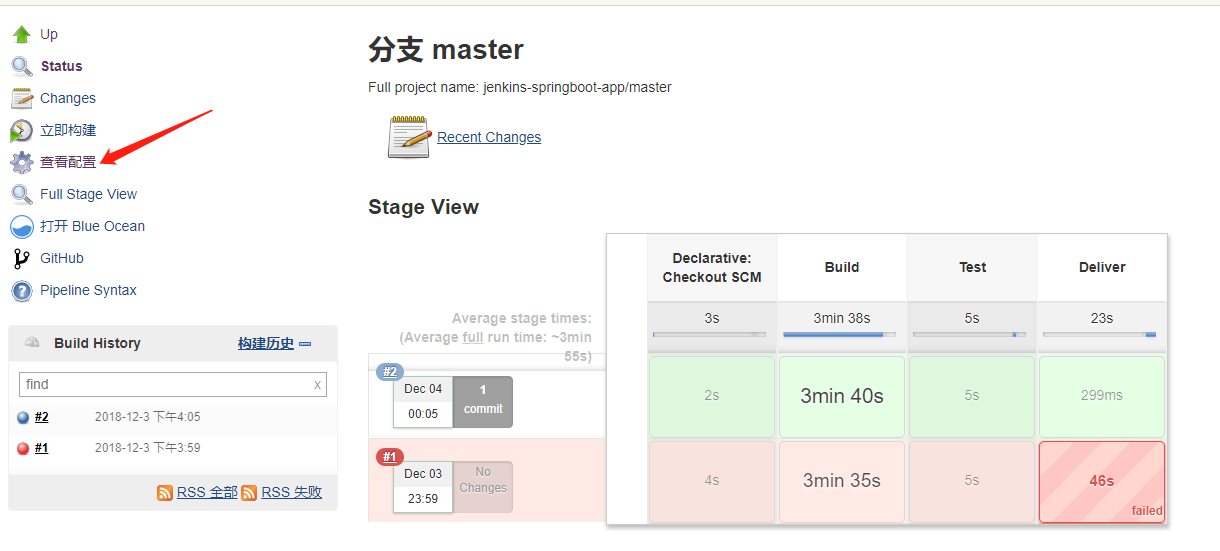 Up
Status
Changes
立即构建
查看配置
Full Stage View
打开 Blue Ocean
GitHub
Pipeline Syntax
Build History
构建历史
find
x
#2
2018-12-3 下午4:05
#1
2018-12-3 下午3:59
RSS 全部
RSS 失败
分支 master
Full project name: jenkins-springboot-app/master
Recent Changes
Stage View
Declarative:
Checkout SCM
Build
Test
Deliver
Average stage times:
(Average full run time: ~3min
55s)
3s
3min 38s
5s
23s
#2
Dec 04
00:05
1
commit
2s
3min 40s
5s
299ms
#1
Dec 03
23:59
No
Changes
4s
3min 35s
5s
46s
failed